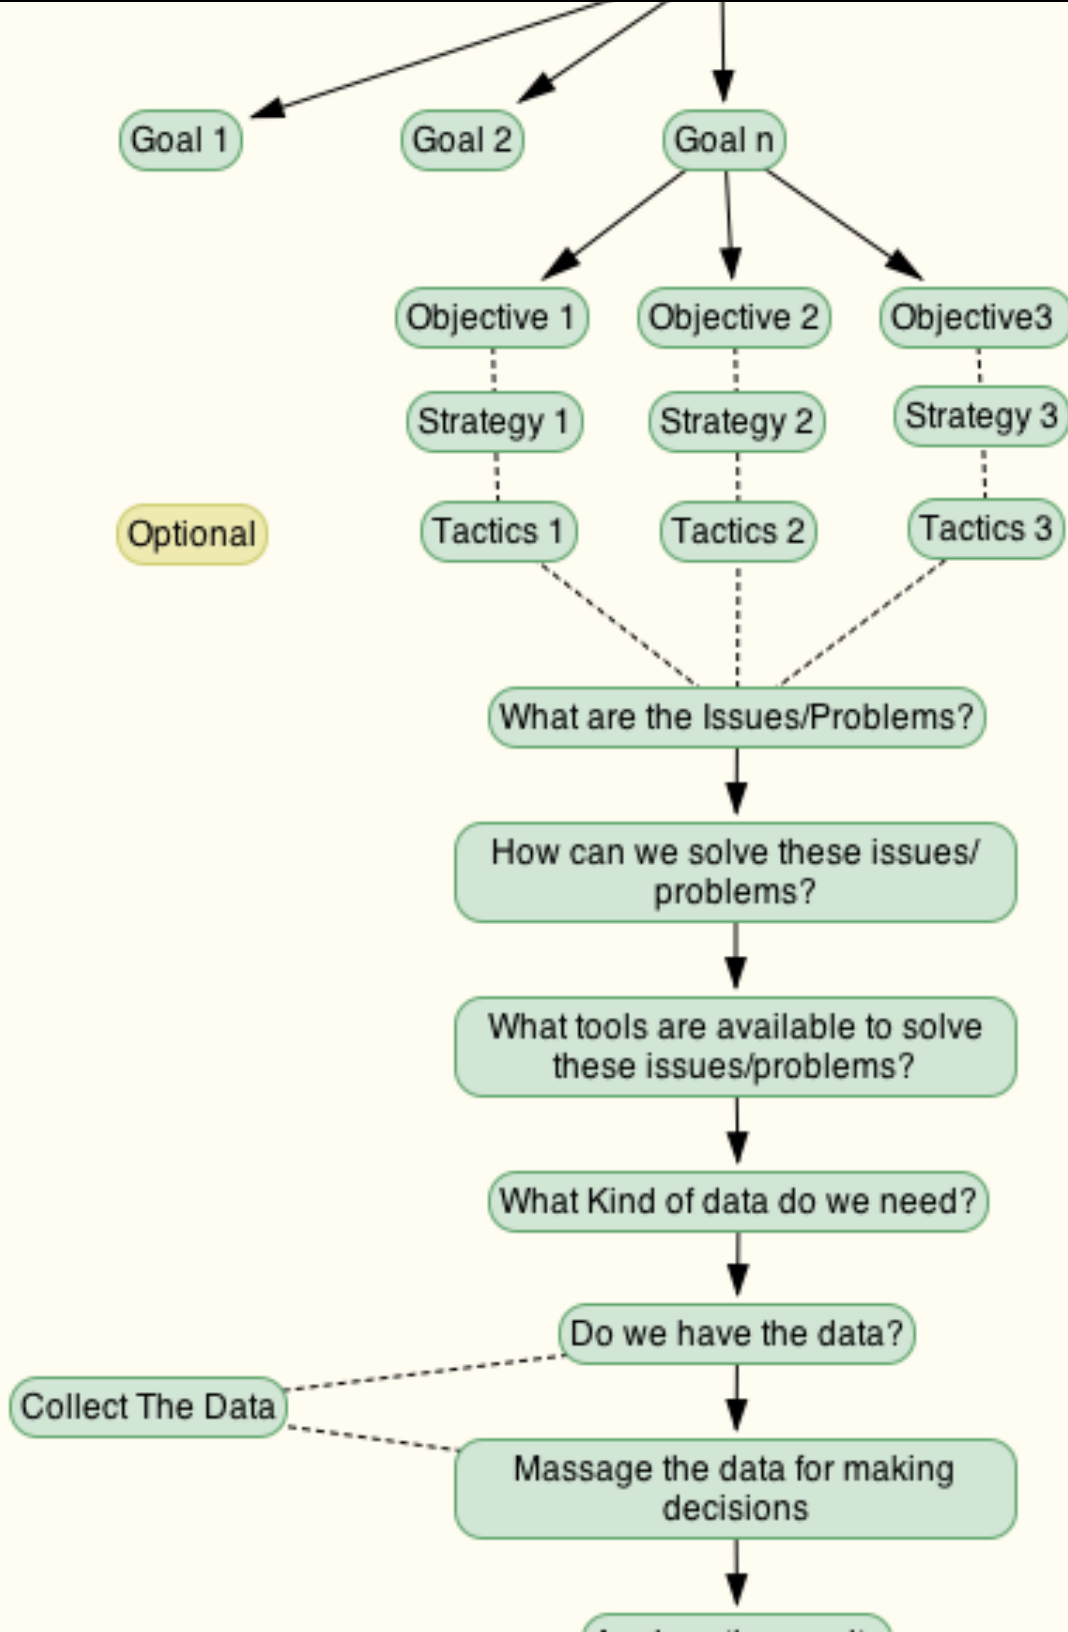 Goal 1
Goal 2
Goal n
Objective 1
Objective 2
Objective3
Strategy 1
Strategy 2
Strategy 3
Optional
Tactics 1
Tactics 2
Tactics 3
What are the Issues/Problems?
How can we solve these issues/
problems?
What tools are available to solve
these issues/problems?
What Kind of data do we need?
Do we have the data?
Collect The Data
Massage the data for making
decisions